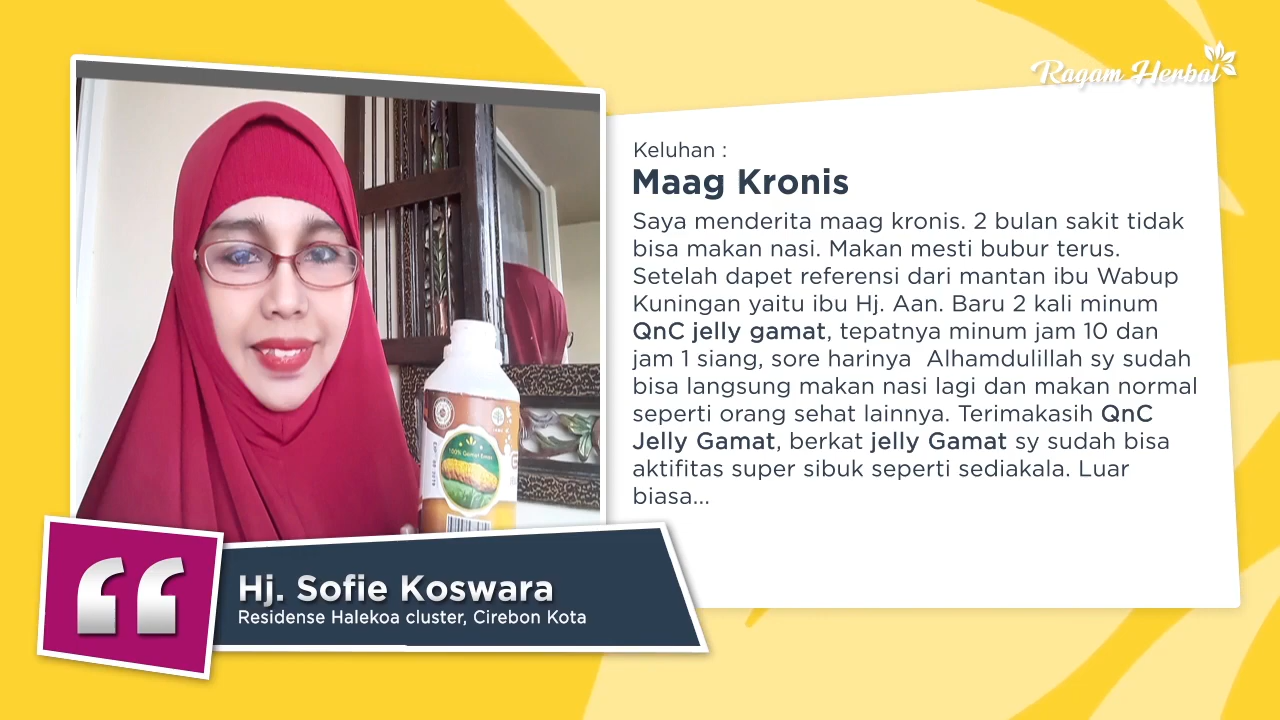 Ragam Herbal
Keluhan :
Maag Kronis
Saya menderita maag kronis. 2 bulan sakit tidak
bisa makan nasi. Makan mesti bubur terus.
Setelah dapet referensi dari mantan ibu Wabup
Kuningan yaitu ibu Hj. Aan. Baru 2 kali minum
QnC jelly gamat, tepatnya minum jam 10 dan
jam 1 siang, sore harinya  Alhamdulillah sy sudah
bisa langsung makan nasi lagi dan makan normal
seperti orang sehat lainnya. Terimakasih QnC
Jelly Gamat, berkat jelly Gamat sy sudah bisa
aktifitas super sibuk seperti sediakala. Luar
biasa...
100% Gamat Emas
Hj. Sofie Koswara
Residense Halekoa cluster, Cirebon Kota